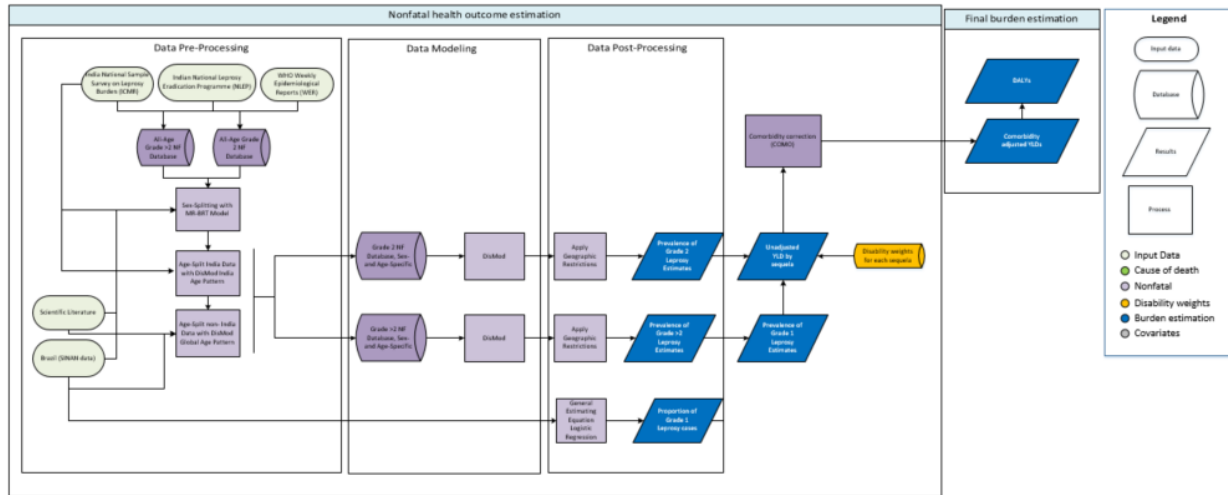 Nonfatal health outcome estimation
Final burden estimation
Legend
Data Pre-Processing
Data Modeling
Data Post-Processing
India National Sample
Survey on Leprosy
Burden (ICMR)
Indian National Leprosy
Eradication Programme (NLEP)
WHO Weekly
Epidemiological
Reports (WER)
All-Age
Grade >2 NF
Database
All-Age Grade
2 NF
Database
Sex-Splitting with
MR-BRT Model
Age-Split India Data
with DisMod India
Age Pattern
Age-Split non- India
Data with DisMod
Global Age Pattern
Scientific Literature
Brazil (SINAN data)
Grade 2 NF
Database, Sex-
and Age-Specific
DisMod
Apply
Geographic
Restrictions
Prevalence of
Grade 2
Leprosy
Estimates
Grade >2 NF
Database, Sex-
and Age-Specific
DisMod
Apply
Geographic
Restrictions
Prevalence of
Grade >2
Leprosy
Estimates
General
Estimating
Equation
Logistic
Regression
Proportion of
Grade 1
Leprosy cases
Comorbidity correction
(COMO)
Unadjusted
YLD by
sequela
Prevalence of
Grade 1
Leprosy
Estimates
Disability weights
for each sequela
DALYs
Comorbidity
adjusted YLDs
Input data
Database
Results
Process
Input Data
Cause of death
Nonfatal
Disability weights
Burden estimation
Covariates